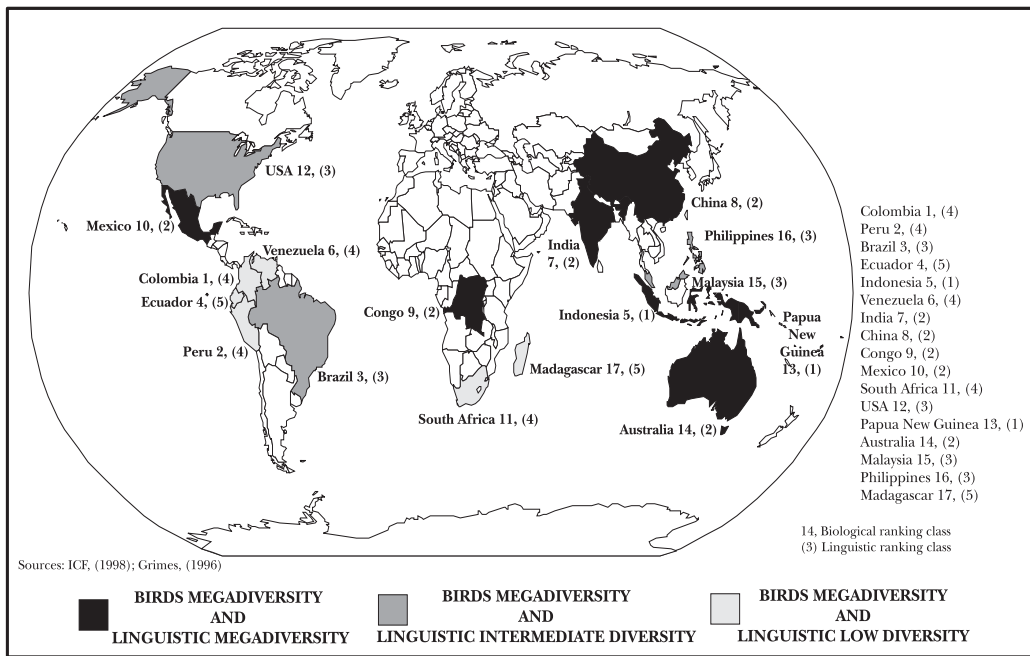 USA 12, (3)
Mexico 10, (2)
Venezuela 6, (4)
Colombia 1, (4)
Ecuador 4, (5)
Peru 2, (4)
Brazil 3, (3)
Congo 9, (2)
South Africa 11, (4)
Madagascar 17, (5)
India
7, (2)
China 8, (2)
Philippines 16, (3)
Malaysia 15, (3)
Indonesia 5, (1)
Papua
New
Guinea
13, (1)
Australia 14, (2)
Colombia 1, (4)
Peru 2, (4)
Brazil 3, (3)
Ecuador 4, (5)
Indonesia 5, (1)
Venezuela 6, (4)
India 7, (2)
China 8, (2)
Congo 9, (2)
Mexico 10, (2)
South Africa 11, (4)
USA 12, (3)
Papua New Guinea 13, (1)
Australia 14, (2)
Malaysia 15, (3)
Philippines 16, (3)
Madagascar 17, (5)
14, Biological ranking class
(3) Linguistic ranking class
Sources: ICF, (1998); Grimes, (1996)
BIRDS MEGADIVERSITY
AND
LINGUISTIC MEGADIVERSITY
BIRDS MEGADIVERSITY
AND
LINGUISTIC INTERMEDIATE DIVERSITY
BIRDS MEGADIVERSITY
AND
LINGUISTIC LOW DIVERSITY